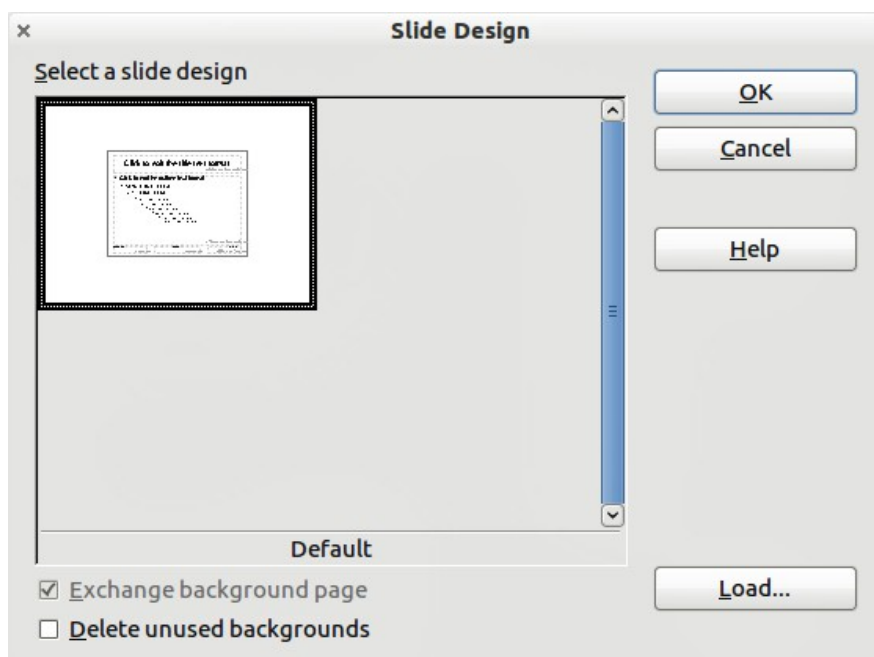 Slide Design
Select a slide design
OK
Cancel
Help
Default
Exchange background page
Delete unused backgrounds
Load...